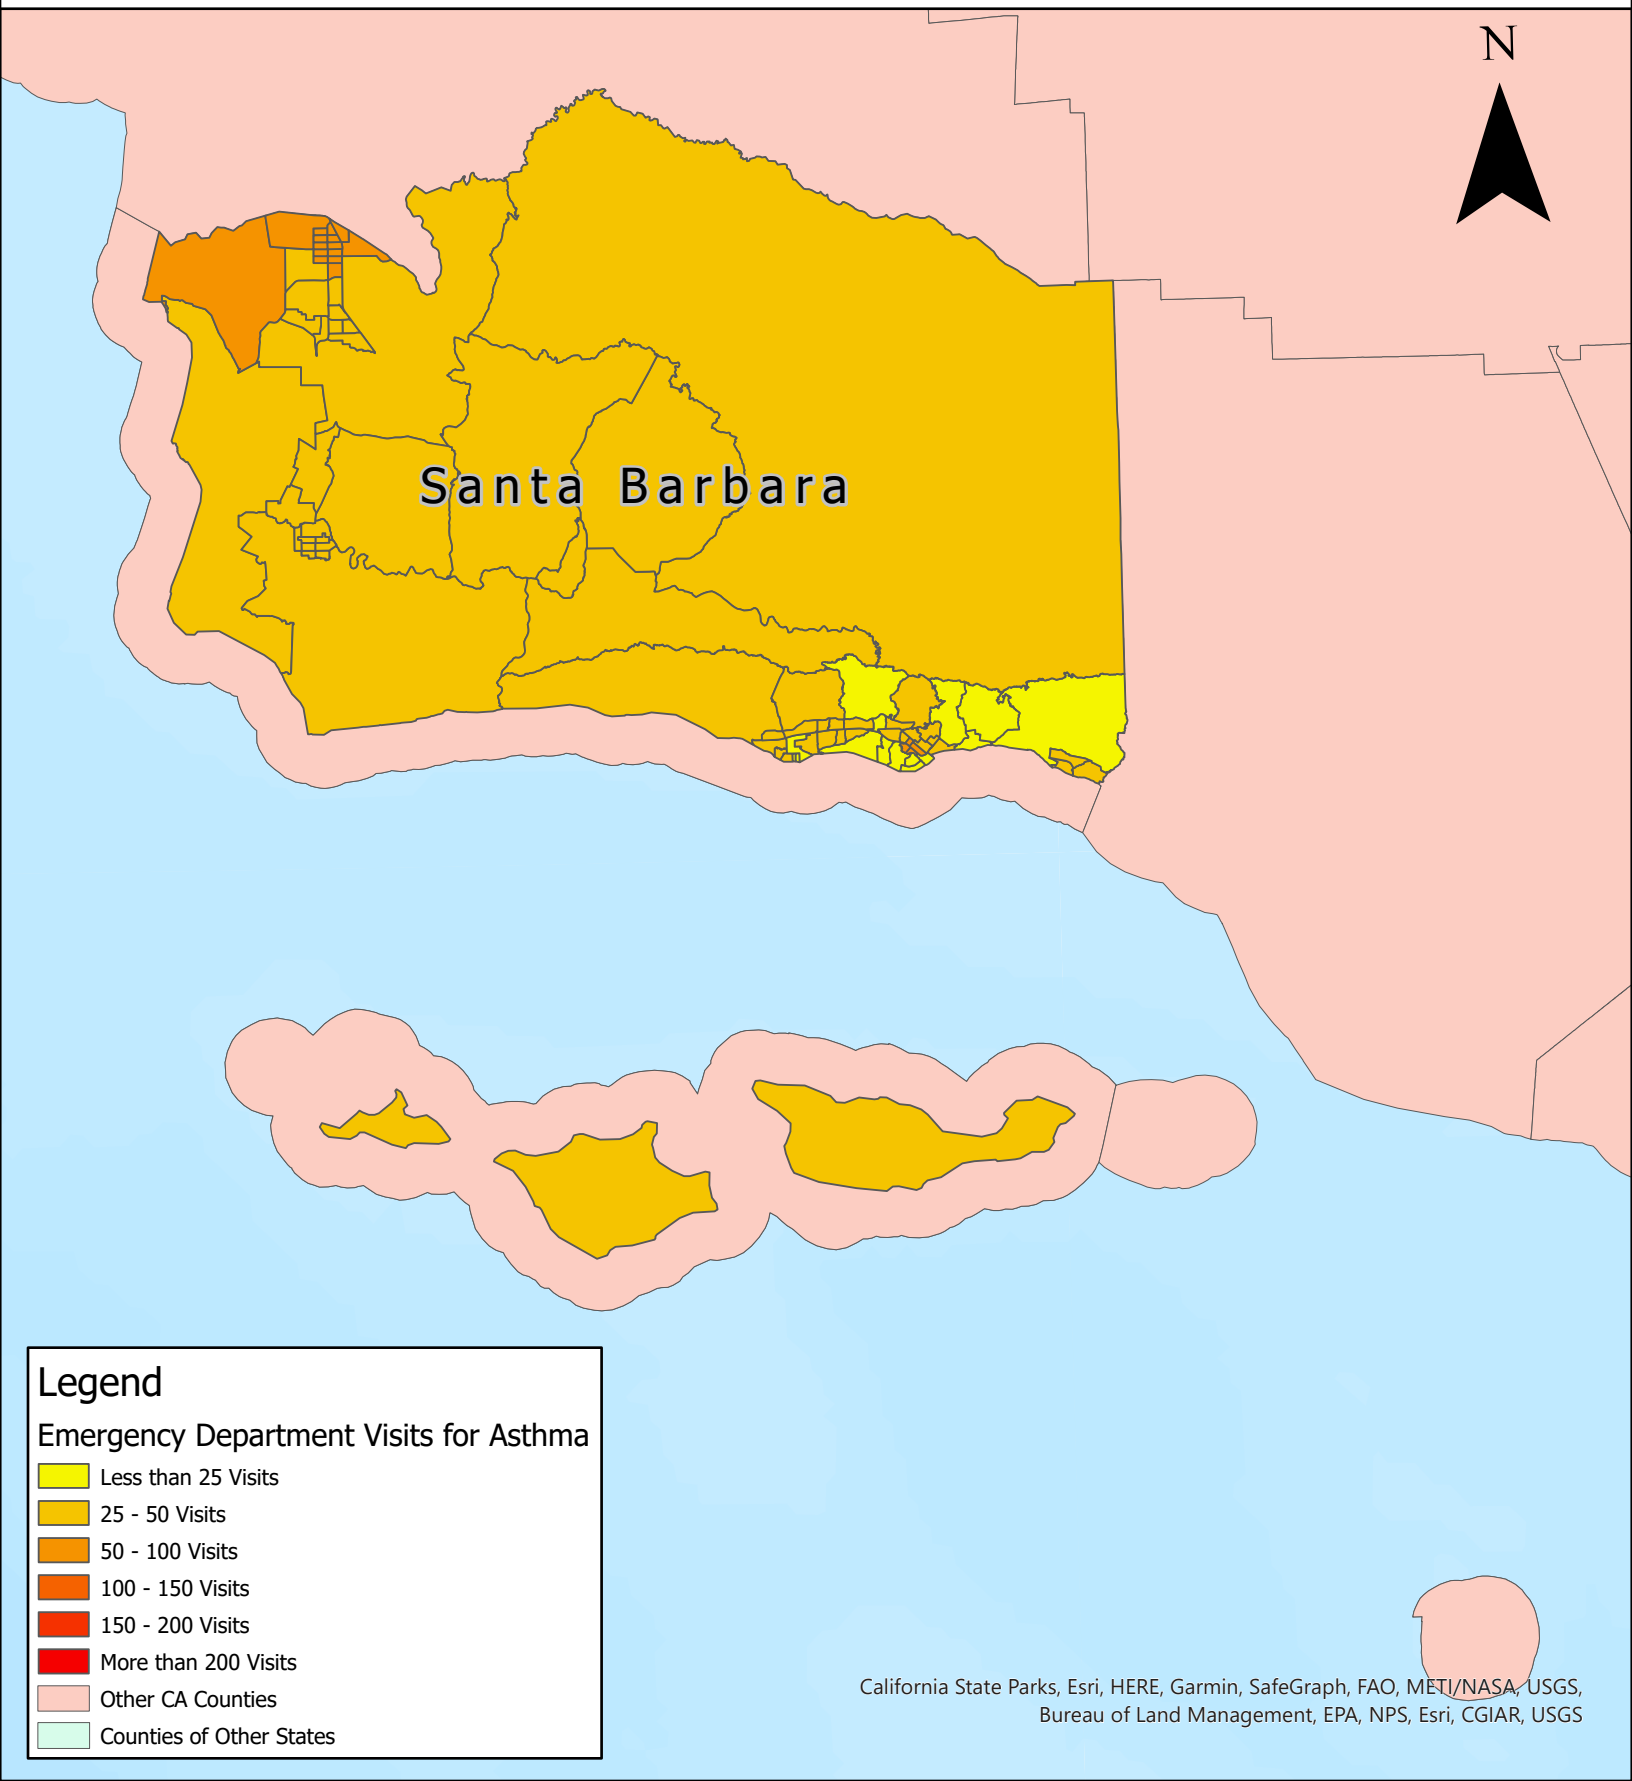 N
Santa Barbara
Legend
Emergency Department Visits for Asthma
Less than 25 Visits
25 - 50 Visits
50 - 100 Visits
100 - 150 Visits
150 - 200 Visits
More than 200 Visits
Other CA Counties
Counties of Other States
California State Parks, Esri, HERE, Garmin, SafeGraph, FAO, METI/NASA, USGS,
Bureau of Land Management, EPA, NPS, Esri, CGIAR, USGS